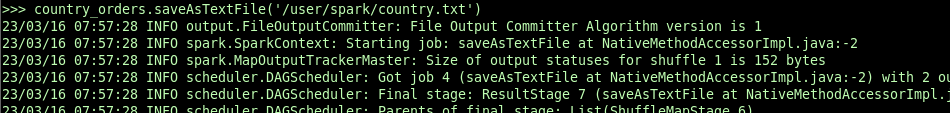 >>> country_orders.saveAsTextFile('/user/spark/country.txt')
23/03/16 07:57:28 INFO output.FileOutputCommitter: File Output Committer Algorithm version is 1
23/03/16 07:57:28 INFO spark.SparkContext: Starting job: saveAsTextFile at NativeMethodAccessorImpl.java:-2
23/03/16 07:57:28 INFO spark.MapOutputTrackerMaster: Size of output statuses for shuffle 1 is 152 bytes
23/03/16 07:57:28 INFO scheduler.DAGScheduler: Got job 4 (saveAsTextFile at NativeMethodAccessorImpl.java:-2) with 2 ou
23/03/16 07:57:28 INFO scheduler.DAGScheduler: Final stage: ResultStage 7 (saveAsTextFile at NativeMethodAccessorImpl.j
23/03/16 07:57:28 INFO scheduler.DAGScheduler: Parents of final stage: List(ShuffleMapStage 6)